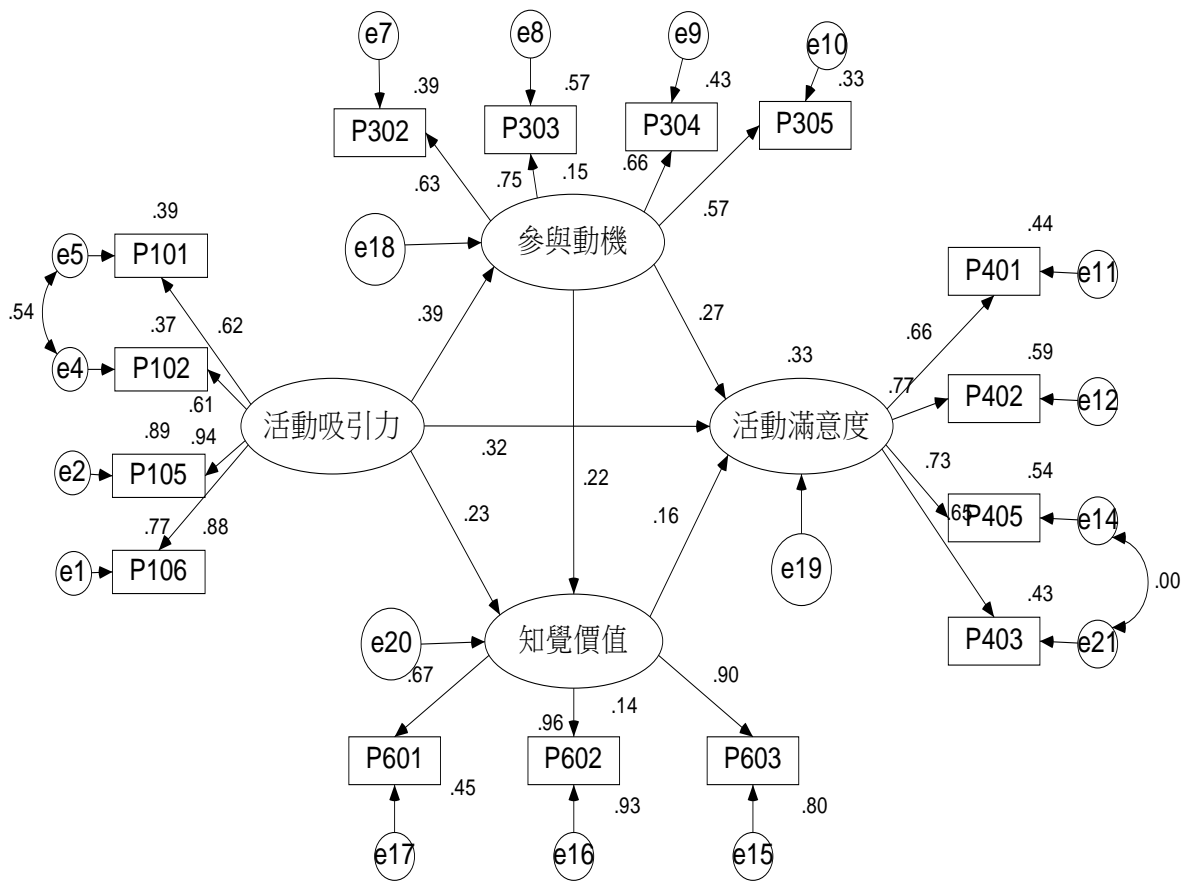 e7
e8
e9
e10
.39
.57
.43
.33
P302
P303
P304
P305
.63
.75
.15
.66
.57
e18
參與動機
.39
e5
P101
.54
.37
.62
e4
P102
.61
.39
.27
.44
P401
e11
.66
.33
.59
.77
P402
e12
活動吸引力
活動滿意度
.89
.94
e2
P105
.32
.22
.73
.54
.65
P405
e14
.77
.88
e1
P106
.23
.16
e19
.00
.43
P403
e21
e20
知覺價值
.67
.14
.90
.96
P601
P602
P603
.45
.93
.80
e17
e16
e15